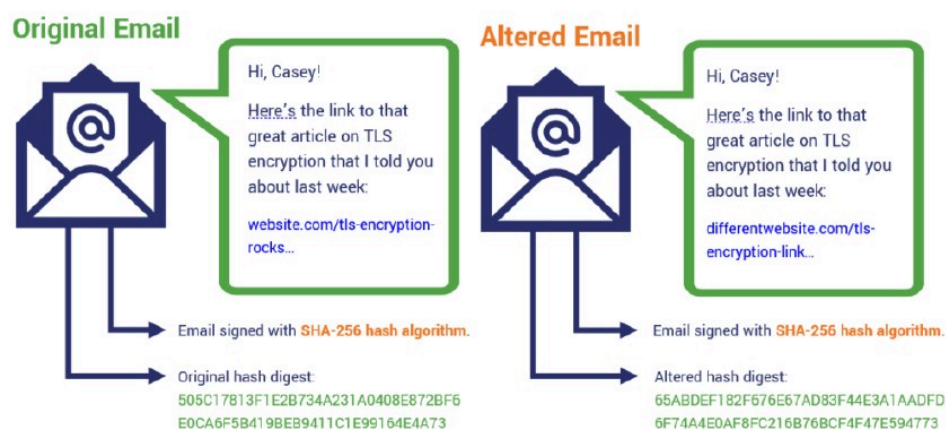 Original Email
Hi, Casey!
Here's the link to that
great article on TLS
encryption that I told you
about last week:
website.com/tls-encryption-
rocks...
Email signed with SHA-256 hash algorithm.
Original hash digest:
505C17813F1E2B734A231A0408E872BF6
E0CA6F5B419BEB9411C1E99164E4A73
Altered Email
Hi, Casey!
Here's the link to that
great article on TLS
encryption that I told you
about last week:
differentwebsite.com/tls-
encryption-link...
Email signed with SHA-256 hash algorithm.
Altered hash digest:
65ABDEF182F676E67AD83F44E3A1AADFD
6F74A4E0AF8FC216B76BCF4F47E594773